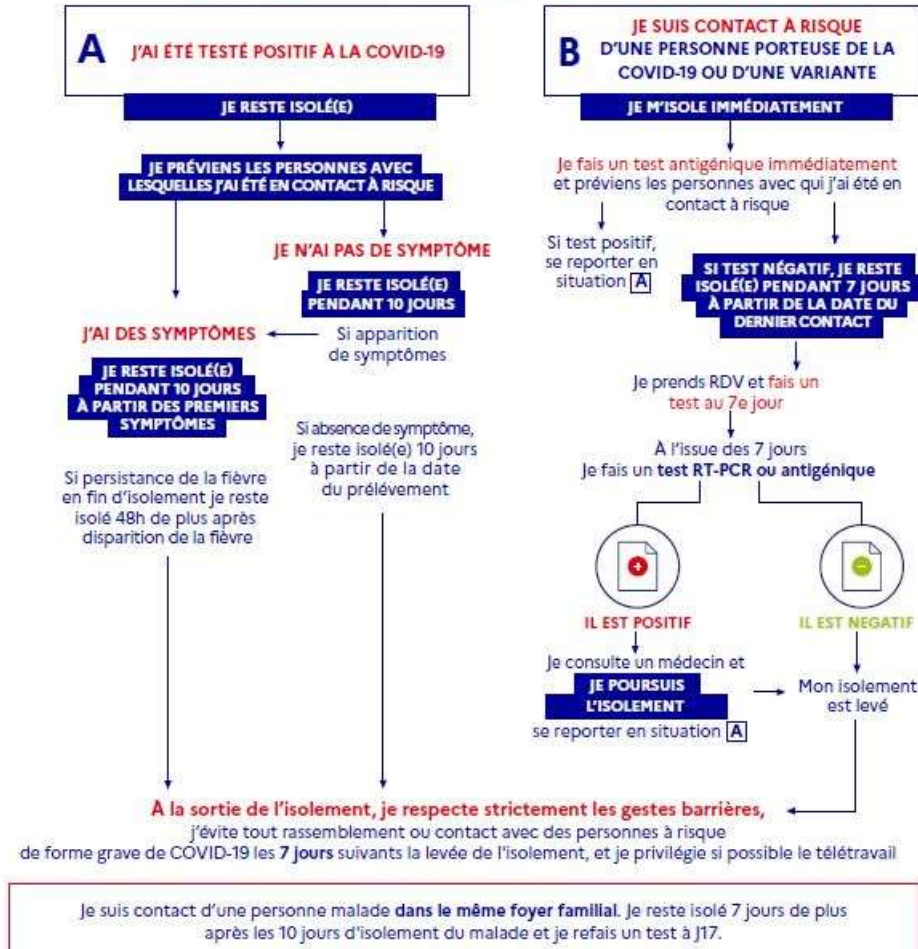 A
J'AI ÉTÉ TESTÉ POSITIF À LA COVID-19
JE RESTE ISOLÉ(E)
JE PRÉVIENS LES PERSONNES AVEC
LESQUELLES J'AI ÉTÉ EN CONTACT À RISQUE
JE N'AI PAS DE SYMPTÔME
JE RESTE ISOLÉ(E)
PENDANT 10 JOURS
J'AI DES SYMPTÔMES
Si apparition
de symptômes
JE RESTE ISOLÉ(E)
PENDANT 10 JOURS
À PARTIR DES PREMIERS
SYMPTÔMES
Si absence de symptôme,
je reste isolé(e) 10 jours
à partir de la date
du prélévement
Si persistance de la fièvre
en fin d'isolement je reste
isolé 48h de plus après
disparition de la fièvre
B
JE SUIS CONTACT À RISQUE
D'UNE PERSONNE PORTEUSE DE LA
COVID-19 OU D'UNE VARIANTE
JE M'ISOLE IMMÉDIATEMENT
Je fais un test antigénique immédiatement
et préviens les personnes avec qui j'ai été en
contact à risque
Si test positif,
se reporter en
situation A
SI TEST NÉGATIF, JE RESTE
ISOLÉ(E) PENDANT 7 JOURS
À PARTIR DE LA DATE DU
DERNIER CONTACT
Je prends RDV et fais un
test au 7e jour
À l'issue des 7 jours
Je fais un test RT-PCR ou antigénique
IL EST POSITIF
IL EST NEGATIF
Je consulte un médecin et
JE POURSUIS
L'ISOLEMENT
se reporter en situation A
Mon isolement
est levé
A la sortie de l'isolement, je respecte strictement les gestes barrières,
j'évite tout rassemblement ou contact avec des personnes à risque
de forme grave de COVID-19 les 7 jours suivants la levée de l'isolement, et je privilégie si possible le télétravail
Je suis contact d'une personne malade dans le même foyer familial. Je reste isolé 7 jours de plus
après les 10 jours d'isolement du malade et je refais un test à J17.